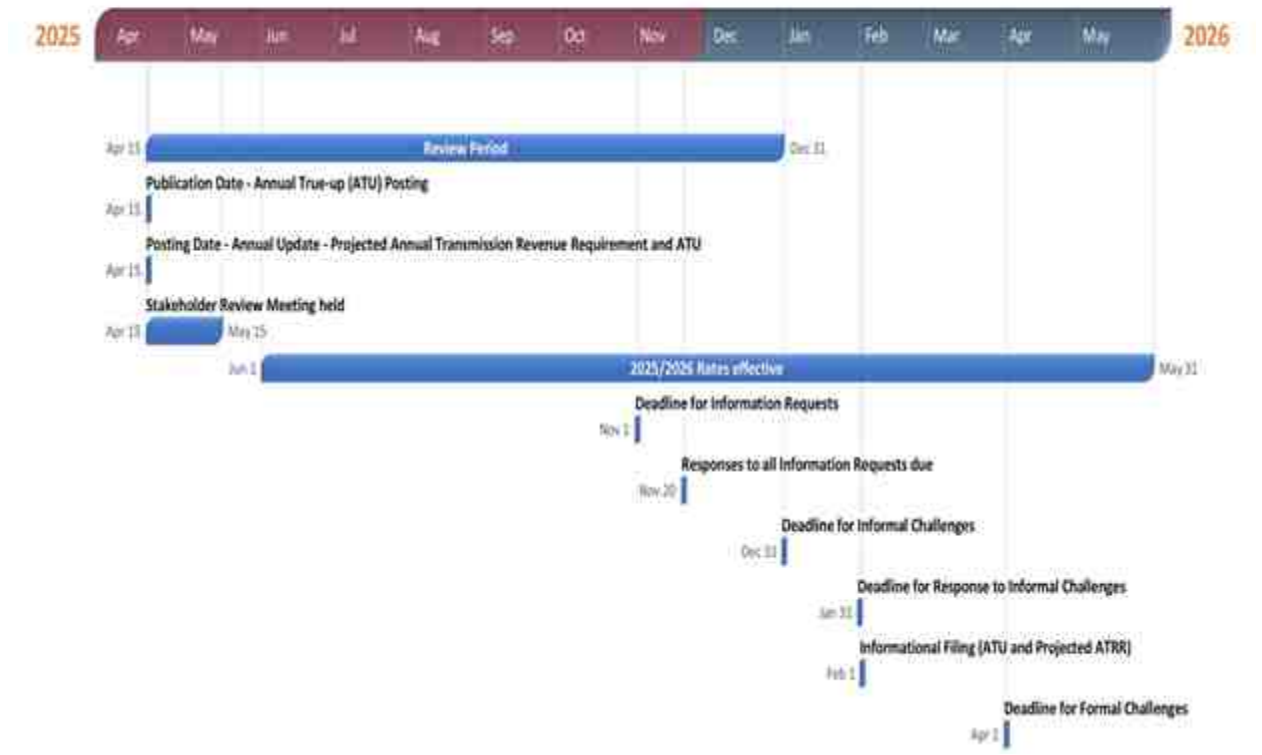 2025 Apr May Jun Jul Aug Sep Oct Nov Dec Jan Feb Mar Apr May 2026
Apr 15 Review Period Dec 31
Publication Date - Annual True-up (ATU) Posting
Apr 15
Posting Date - Annual Update - Projected Annual Transmission Revenue Requirement and ATU
Apr 15
Stakeholder Review Meeting held
Apr 15 May 15
Jun 1 2025/2026 Rates effective May 31
Deadline for Information Requests
Nov 1
Responses to all Information Requests due
Nov 20
Deadline for Informal Challenges
Dec 31
Deadline for Response to Informal Challenges
Jan 31
Informational Filing (ATU and Projected ATRR)
Feb 1
Deadline for Formal Challenges
Apr 1